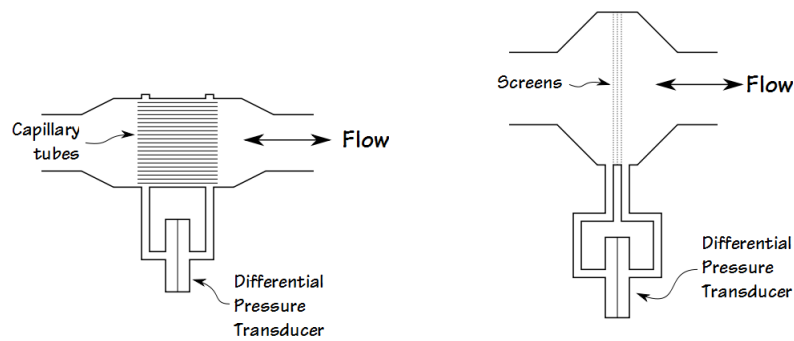 Capillary
tubes
Flow
Differential
Pressure
Transducer
Screens
Flow
Differential
Pressure
Transducer